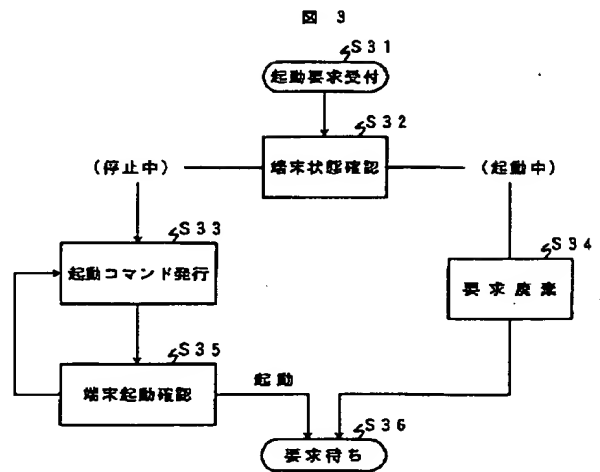 図 3
S31
起動要求受付
S32
(停止中)
端末状態確認
(起動中)
S33
起動コマンド発行
S34
要求廃棄
S35
端末起動確認
起動
S36
要求待ち